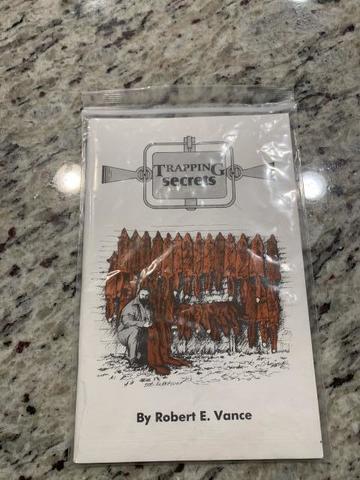 TRAPPING
secrets
By Robert E. Vance